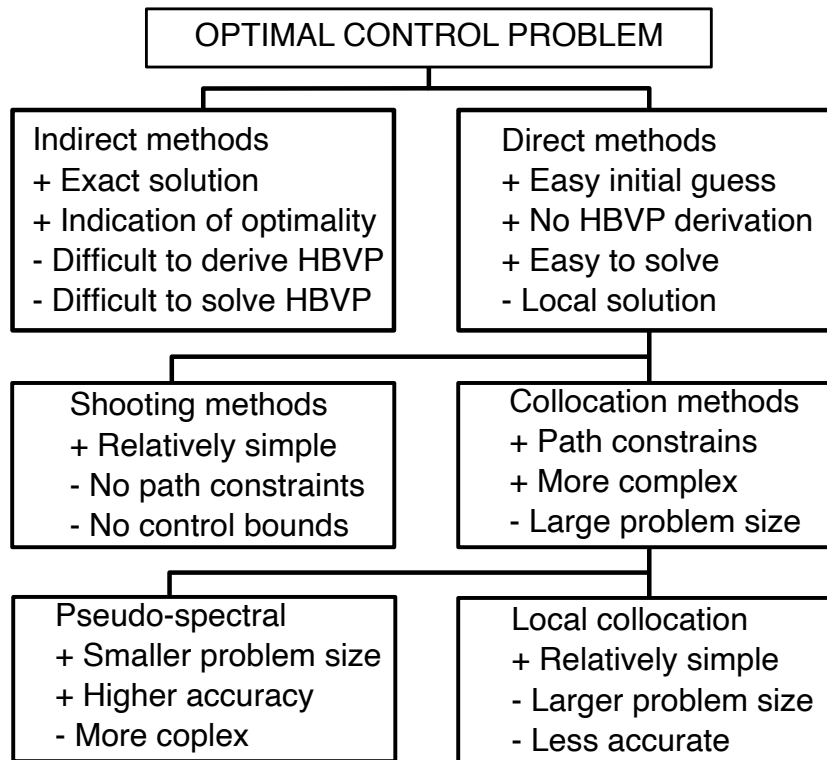 OPTIMAL CONTROL PROBLEM
Indirect methods
+ Exact solution
+ Indication of optimality
- Difficult to derive HBVP
- Difficult to solve HBVP
Direct methods
+ Easy initial guess
+ No HBVP derivation
+ Easy to solve
- Local solution
Shooting methods
+ Relatively simple
- No path constraints
- No control bounds
Collocation methods
+ Path constrains
+ More complex
- Large problem size
Pseudo-spectral
+ Smaller problem size
+ Higher accuracy
- More coplex
Local collocation
+ Relatively simple
- Larger problem size
- Less accurate